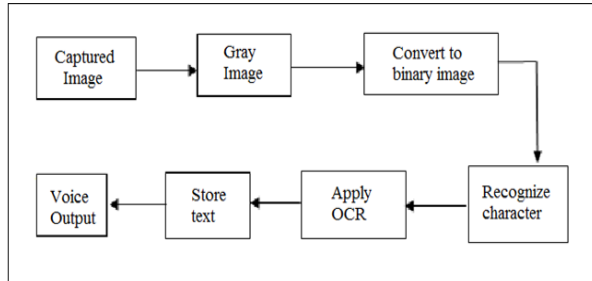 Captured
Image
Gray
Image
Convert to
binary image
Recognize
character
Apply
OCR
Store
text
Voice
Output